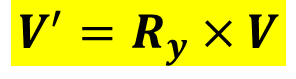 V′ = R_y × V